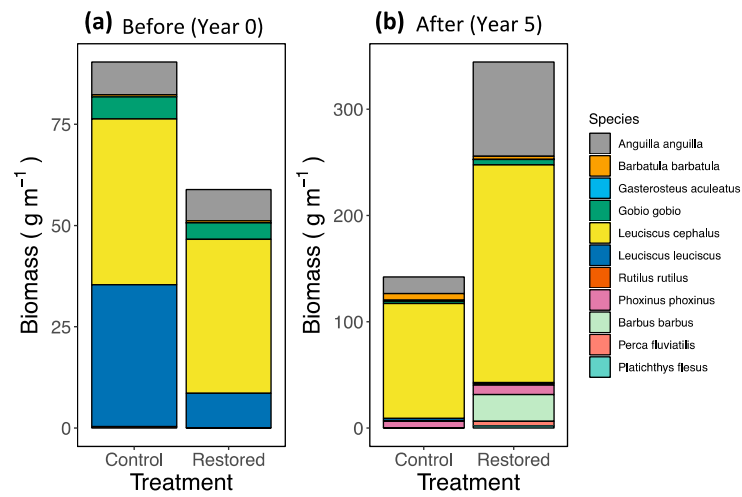 (a) Before (Year 0)
Biomass ( g m⁻¹ )
75
50
25
0
Control Restored
Treatment
(b) After (Year 5)
Biomass ( g m⁻¹ )
300
200
100
0
Control Restored
Treatment
Species
Anguilla anguilla
Barbatula barbatula
Gasterosteus aculeatus
Gobio gobio
Leuciscus cephalus
Leuciscus leuciscus
Rutilus rutilus
Phoxinus phoxinus
Barbus barbus
Perca fluviatilis
Platichthys flesus